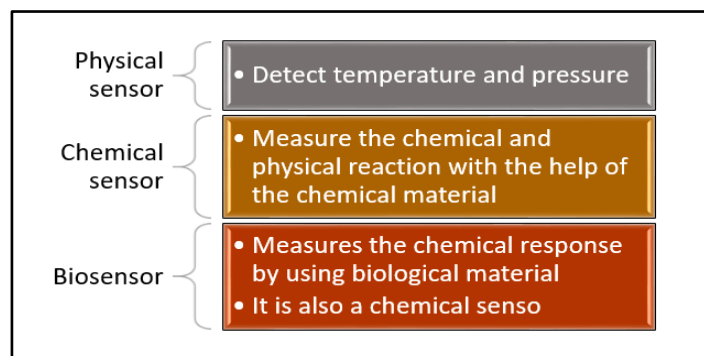 Physical
sensor
• Detect temperature and pressure
Chemical
sensor
• Measure the chemical and
physical reaction with the help of
the chemical material
Biosensor
• Measures the chemical response
by using biological material
• It is also a chemical senso